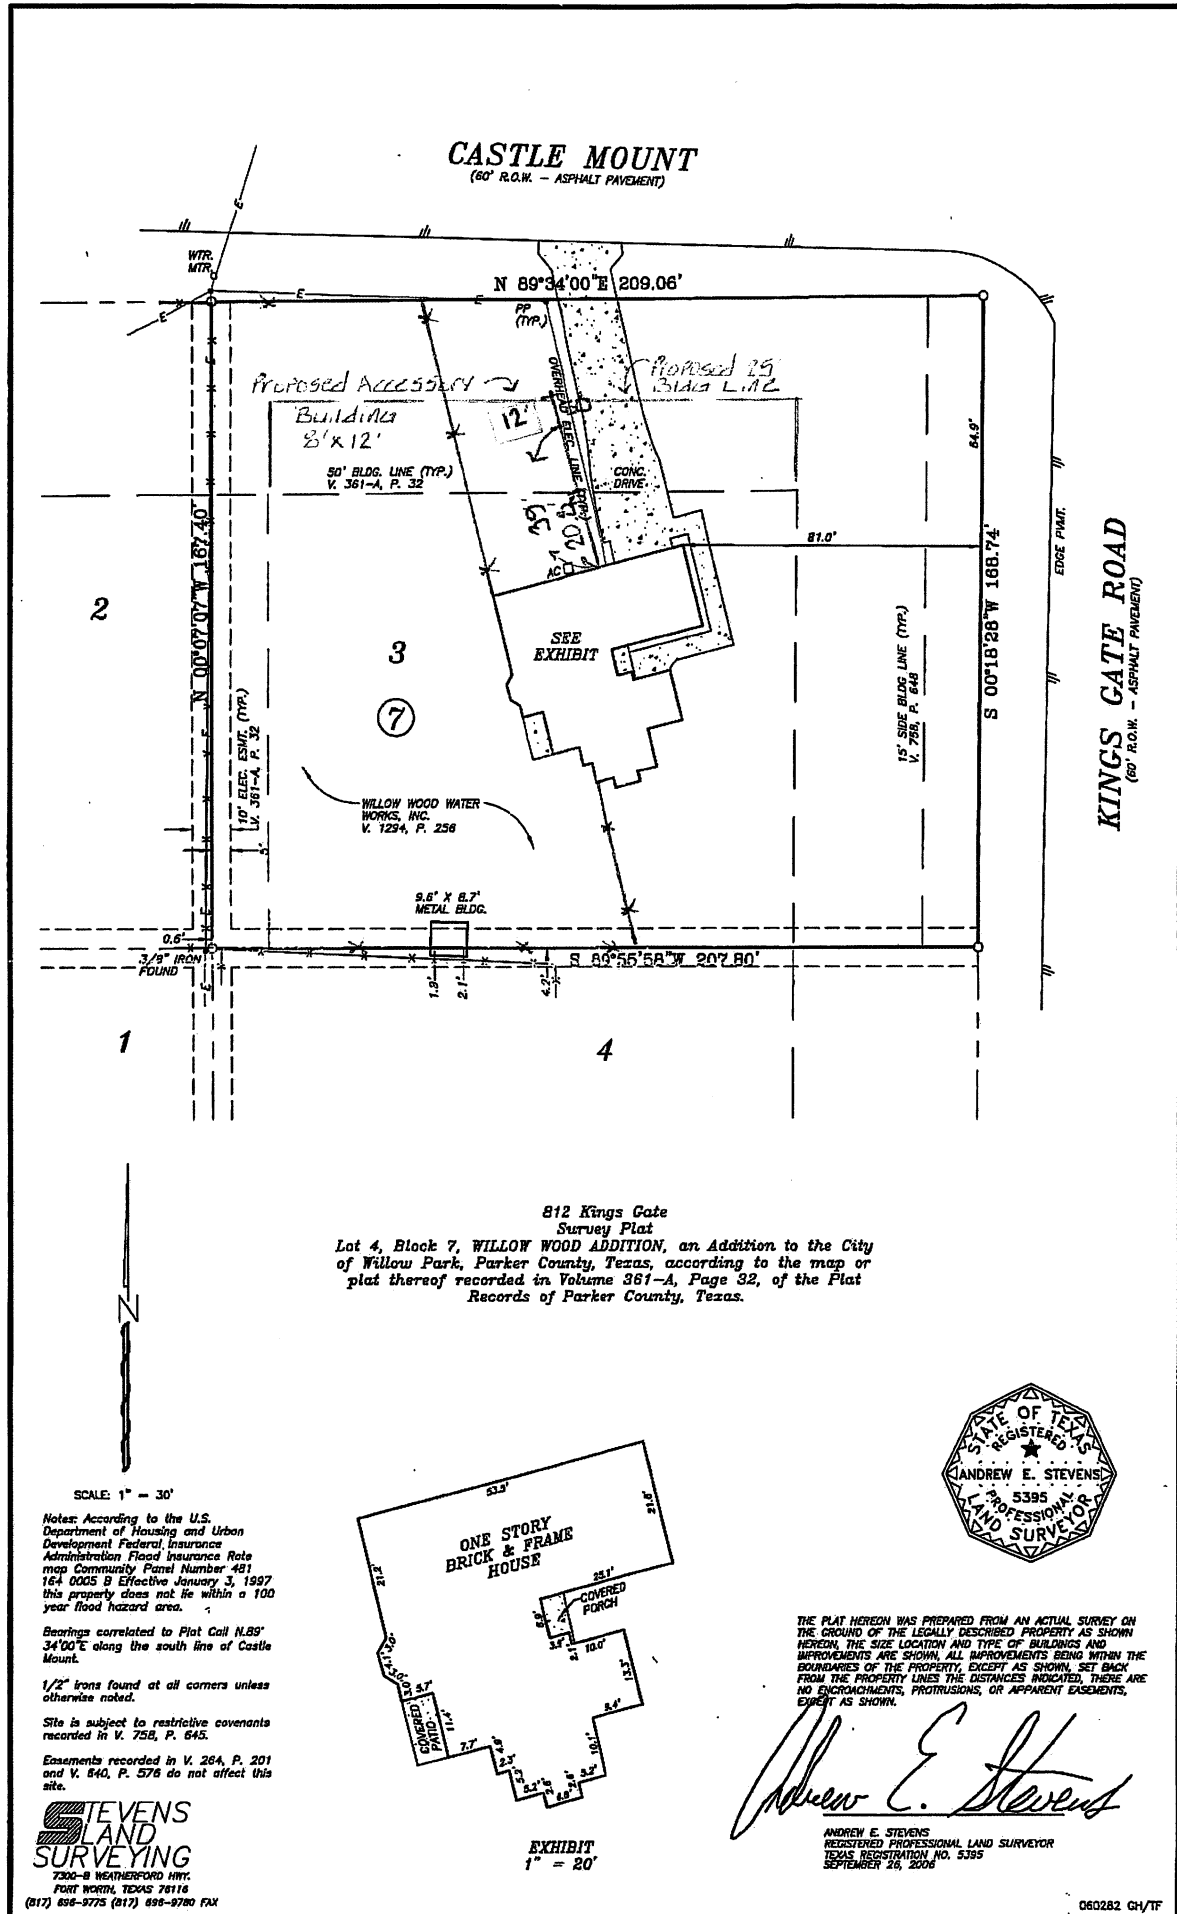 CASTLE MOUNT
(60' R.O.W. – ASPHALT PAVEMENT)
WTR.
MTR.
N 89°34'00"E 209.06'
PP
(TYP.)
OVERHEAD ELEC. LINE (TYP.)
Proposed Accessory
Building
8'x12'
12'
Proposed 25'
Bldg Line
50' BLDG. LINE (TYP.)
V. 361-A, P. 32
CONC.
DRIVE
39'
AC
64.9'
81.0'
EDGE PVMT.
KINGS GATE ROAD
(60' R.O.W. – ASPHALT PAVEMENT)
N 00°07'07"W 167.40'
S 00°18'28"W 168.74'
2
3
7
SEE
EXHIBIT
10' ELEC. ESMT. (TYP.)
V. 361-A, P. 32
15' SIDE BLDG LINE (TYP.)
V. 758, P. 648
WILLOW WOOD WATER
WORKS, INC.
V. 1294, P. 256
5'
9.6' X 8.7'
METAL BLDG.
0.6'
3/8" IRON
FOUND
S 89°55'58"W 207.80'
1.9'
2.1'
4.2'
1
4
812 Kings Gate
Survey Plat
Lot 4, Block 7, WILLOW WOOD ADDITION, an Addition to the City
of Willow Park, Parker County, Texas, according to the map or
plat thereof recorded in Volume 361-A, Page 32, of the Plat
Records of Parker County, Texas.
N
SCALE: 1" = 30'
Notes: According to the U.S.
Department of Housing and Urban
Development Federal Insurance
Administration Flood Insurance Rate
map Community Panel Number 481
164 0005 B Effective January 3, 1997
this property does not lie within a 100
year flood hazard area.
Bearings correlated to Plat Call N.89°
34'00"E along the south line of Castle
Mount.
1/2" irons found at all corners unless
otherwise noted.
Site is subject to restrictive covenants
recorded in V. 758, P. 645.
Easements recorded in V. 264, P. 201
and V. 640, P. 576 do not affect this
site.
STEVENS
LAND
SURVEYING
7300-B WEATHERFORD HWY.
FORT WORTH, TEXAS 76116
(817) 696-9775 (817) 696-9780 FAX
53.9'
21.6'
ONE STORY
BRICK & FRAME
HOUSE
21.2'
25.1'
COVERED
PORCH
10.0'
13.3'
5.7'
COVERED
PATIO
11.4'
7.7'
9.4'
10.1'
EXHIBIT
1" = 20'
STATE OF TEXAS
REGISTERED
ANDREW E. STEVENS
5395
PROFESSIONAL
LAND SURVEYOR
THE PLAT HEREON WAS PREPARED FROM AN ACTUAL SURVEY ON
THE GROUND OF THE LEGALLY DESCRIBED PROPERTY AS SHOWN
HEREON, THE SIZE LOCATION AND TYPE OF BUILDINGS AND
IMPROVEMENTS ARE SHOWN, ALL IMPROVEMENTS BEING WITHIN THE
BOUNDARIES OF THE PROPERTY, EXCEPT AS SHOWN, SET BACK
FROM THE PROPERTY LINES THE DISTANCES INDICATED, THERE ARE
NO ENCROACHMENTS, PROTRUSIONS, OR APPARENT EASEMENTS,
EXCEPT AS SHOWN.
Andrew E. Stevens
ANDREW E. STEVENS
REGISTERED PROFESSIONAL LAND SURVEYOR
TEXAS REGISTRATION NO. 5395
SEPTEMBER 26, 2006
060282 GH/TF